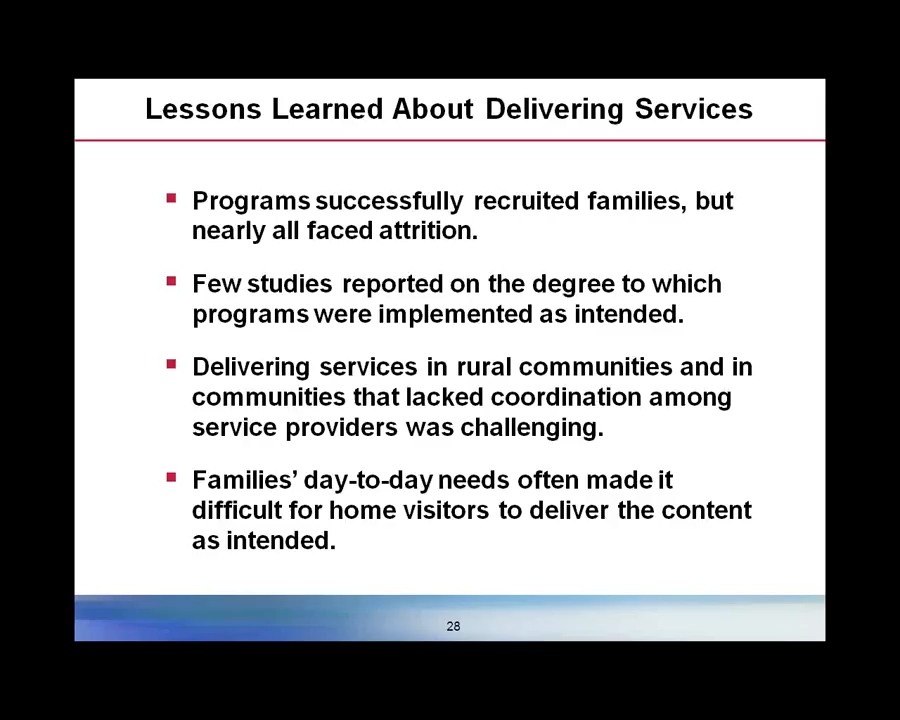 Lessons Learned About Delivering Services
Programs successfully recruited families, but
nearly all faced attrition.
Few studies reported on the degree to which
programs were implemented as intended.
Delivering services in rural communities and in
communities that lacked coordination among
service providers was challenging.
Families’ day-to-day needs often made it
difficult for home visitors to deliver the content
as intended.
28